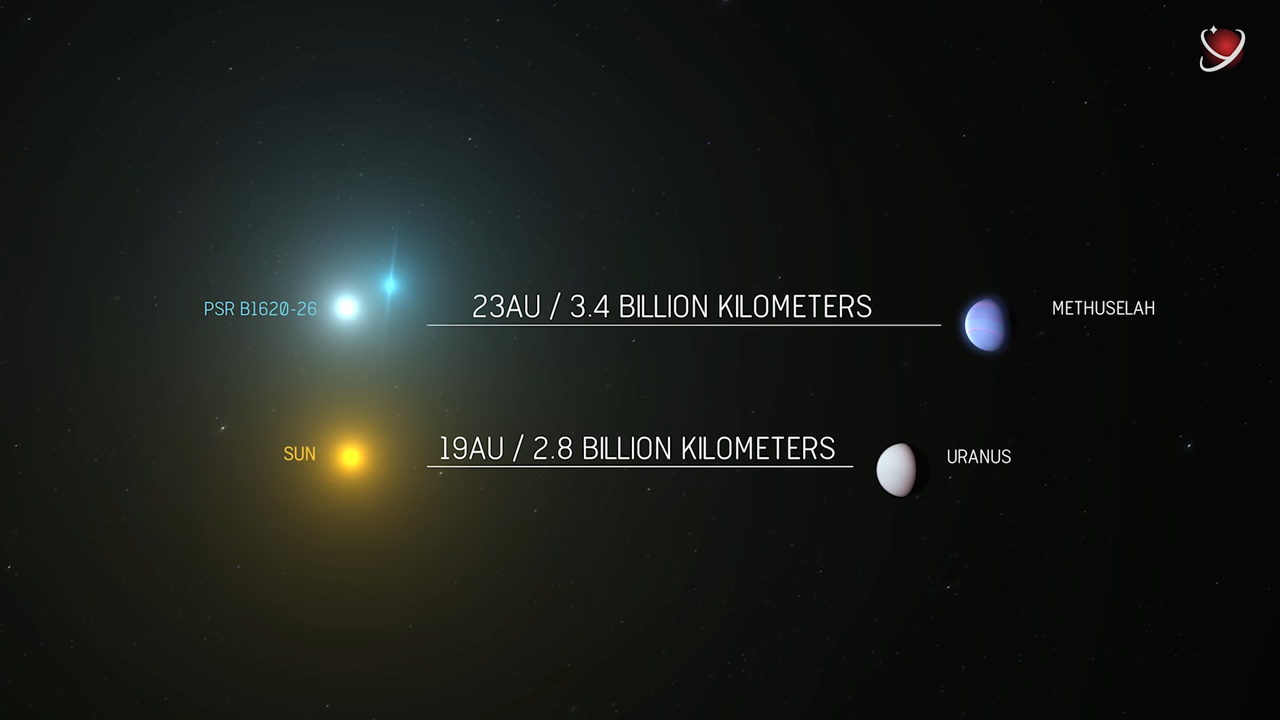 PSR B1620-26
23AU / 3.4 BILLION KILOMETERS
METHUSELAH
SUN
19AU / 2.8 BILLION KILOMETERS
URANUS